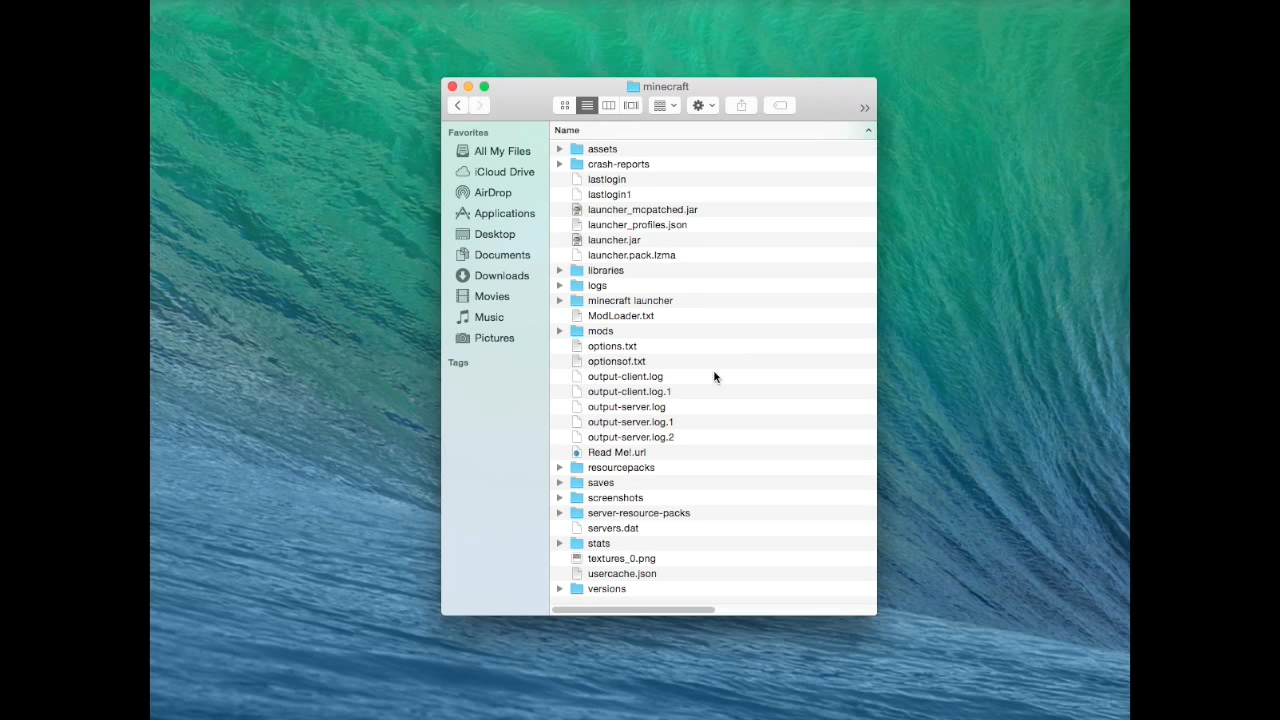 minecraft
Favorites
All My Files
iCloud Drive
AirDrop
Applications
Desktop
Documents
Downloads
Movies
Music
Pictures
Tags
Name
assets
crash-reports
lastlogin
lastlogin1
launcher_mcpatched.jar
launcher_profiles.json
launcher.jar
launcher.pack.lzma
libraries
logs
minecraft launcher
ModLoader.txt
mods
options.txt
optionsof.txt
output-client.log
output-client.log.1
output-server.log
output-server.log.1
output-server.log.2
Read Me!.url
resourcepacks
saves
screenshots
server-resource-packs
servers.dat
stats
textures_0.png
usercache.json
versions